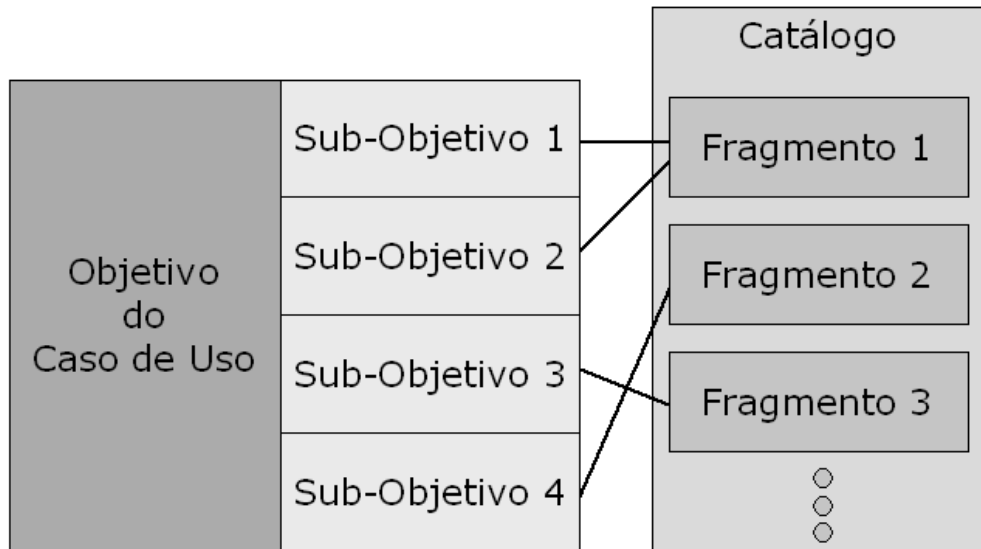 Catálogo
Objetivo
do
Caso de Uso
Sub-Objetivo 1
Sub-Objetivo 2
Sub-Objetivo 3
Sub-Objetivo 4
Fragmento 1
Fragmento 2
Fragmento 3